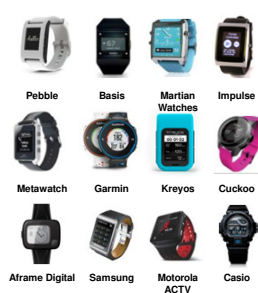 Pebble
Basis
Martian
Watches
Impulse
Metawatch
Garmin
Kreyos
Cuckoo
Aframe Digital
Samsung
Motorola
ACTV
Casio